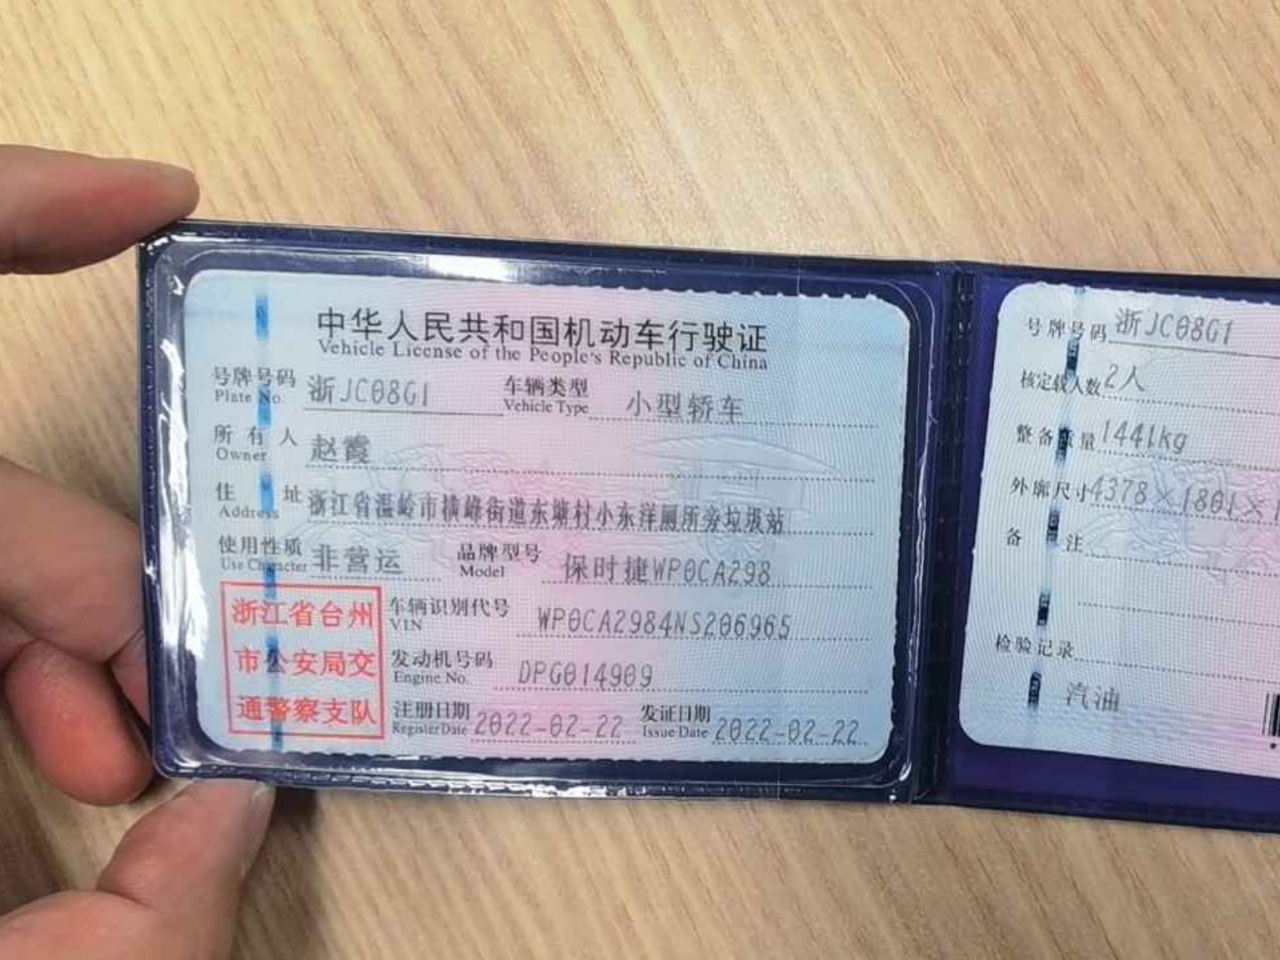 中华人民共和国机动车行驶证
Vehicle License of the People's Republic of China
号牌号码 浙JC08G1 车辆类型 小型轿车
Plate No. Vehicle Type
所有人 赵霞
Owner
住址 浙江省温岭市横峰街道东塘村小东洋厕所旁垃圾站
Address
使用性质 非营运 品牌型号 保时捷WP0CA298
Use Character Model
浙江省台州
市公安局交
通警察支队
车辆识别代号 WP0CA2984NS206965
VIN
发动机号码 DPG014909
Engine No.
注册日期 2022-02-22 发证日期 2022-02-22
Register Date Issue Date
号牌号码 浙JC08G1
核定载人数 2人
整备质量 1441kg
外廓尺寸 4378×1801×
备注
检验记录
汽油